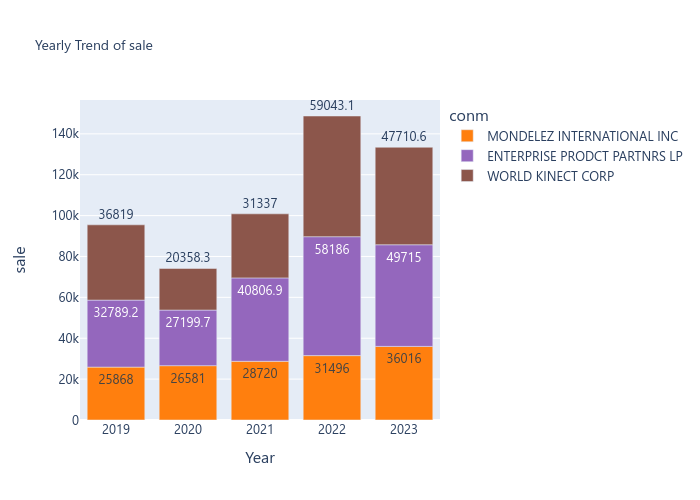 Yearly Trend of sale
59043.1
conm
140k
47710.6
MONDELEZ INTERNATIONAL INC
ENTERPRISE PRODCT PARTNRS LP
120k
WORLD KINECT CORP
100k
36819
31337
80k
20358.3
58186
49715
sale
60k
32789.2
27199.7
40806.9
40k
25868
26581
28720
31496
36016
20k
0
2019
2020
2021
2022
2023
Year